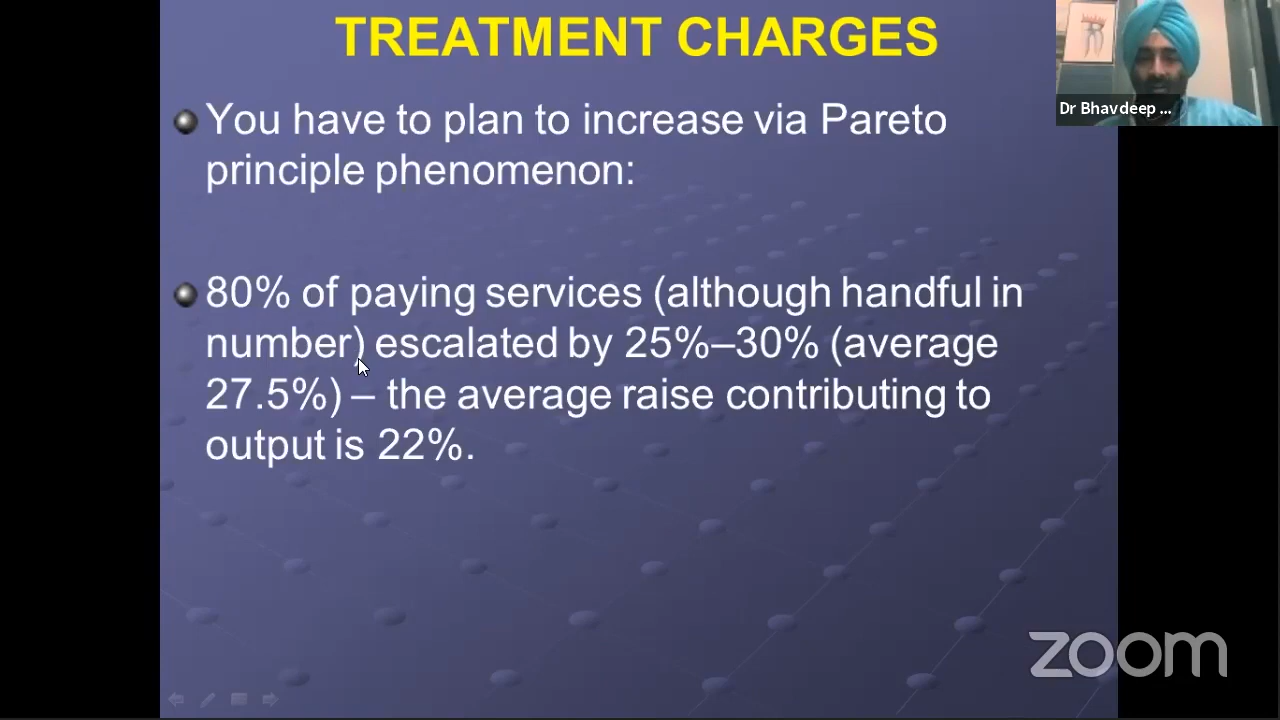 TREATMENT CHARGES
You have to plan to increase via Pareto
principle phenomenon:
80% of paying services (although handful in
number) escalated by 25%–30% (average
27.5%) – the average raise contributing to
output is 22%.
Dr Bhavdeep ...
zoom